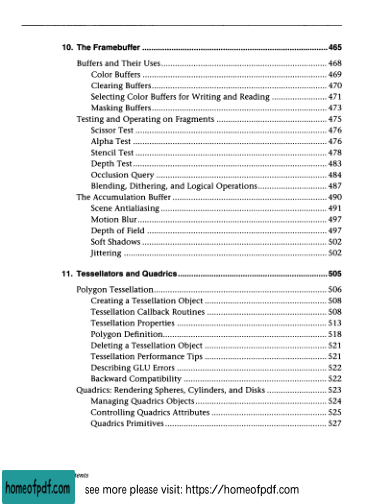 10. The Framebuffer ... 465
Buffers and Their Uses ... 468
Color Buffers ... 469
Clearing Buffers ... 470
Selecting Color Buffers for Writing and Reading ... 471
Masking Buffers ... 473
Testing and Operating on Fragments ... 475
Scissor Test ... 476
Alpha Test ... 476
Stencil Test ... 478
Depth Test ... 483
Occlusion Query ... 484
Blending, Dithering, and Logical Operations ... 487
The Accumulation Buffer ... 490
Scene Antialiasing ... 491
Motion Blur ... 497
Depth of Field ... 497
Soft Shadows ... 502
Jittering ... 502
11. Tessellators and Quadrics ... 505
Polygon Tessellation ... 506
Creating a Tessellation Object ... 508
Tessellation Callback Routines ... 508
Tessellation Properties ... 513
Polygon Definition ... 518
Deleting a Tessellation Object ... 521
Tessellation Performance Tips ... 521
Describing GLU Errors ... 522
Backward Compatibility ... 522
Quadrics: Rendering Spheres, Cylinders, and Disks ... 523
Managing Quadrics Objects ... 524
Controlling Quadrics Attributes ... 525
Quadrics Primitives ... 527
homeofpdf.com see more please visit: https://homeofpdf.com